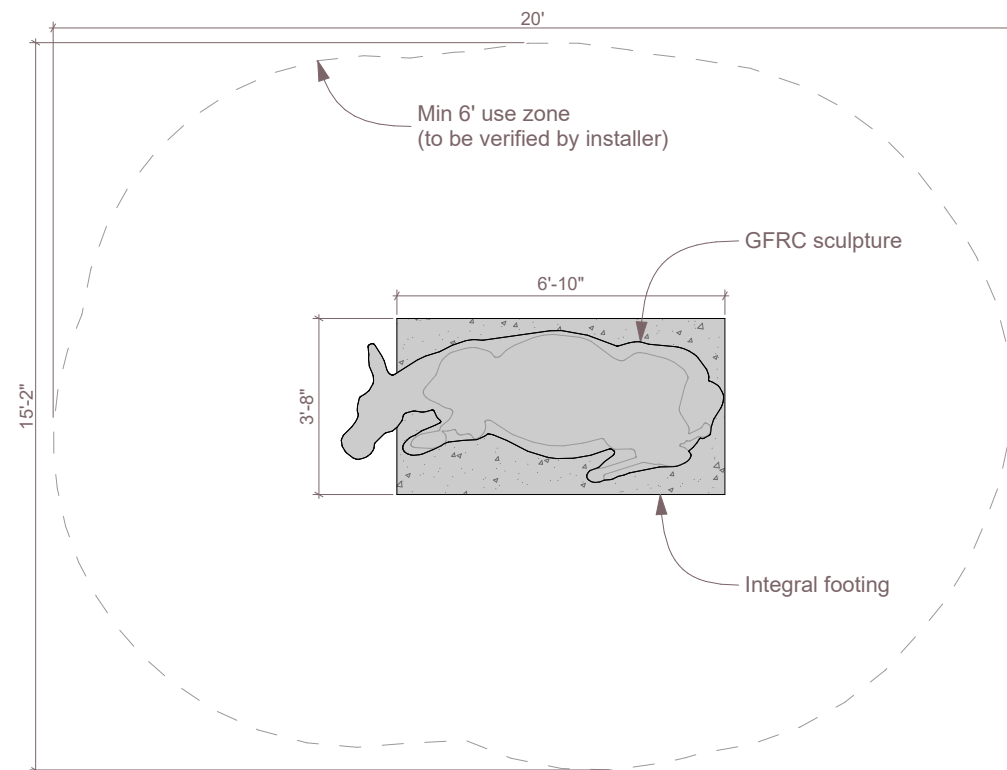 20'
Min 6' use zone
(to be verified by installer)
GFRC sculpture
6'-10"
3'-8"
15'-2"
Integral footing